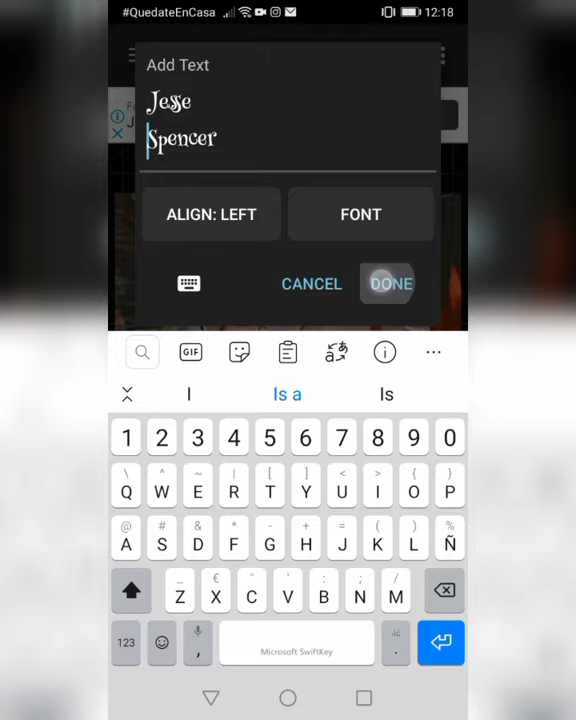 #QuedateEnCasa 12:18
Add Text
Jesse
Spencer
ALIGN: LEFT FONT
CANCEL DONE
GIF
I Is a Is
1 2 3 4 5 6 7 8 9 0
\ ^ ~ | [ ] < > { }
Q W E R T Y U I O P
@ # & * - + = ( ) %
A S D F G H J K L Ñ
_ € " ' : ; /
Z X C V B N M
123 , Microsoft SwiftKey .